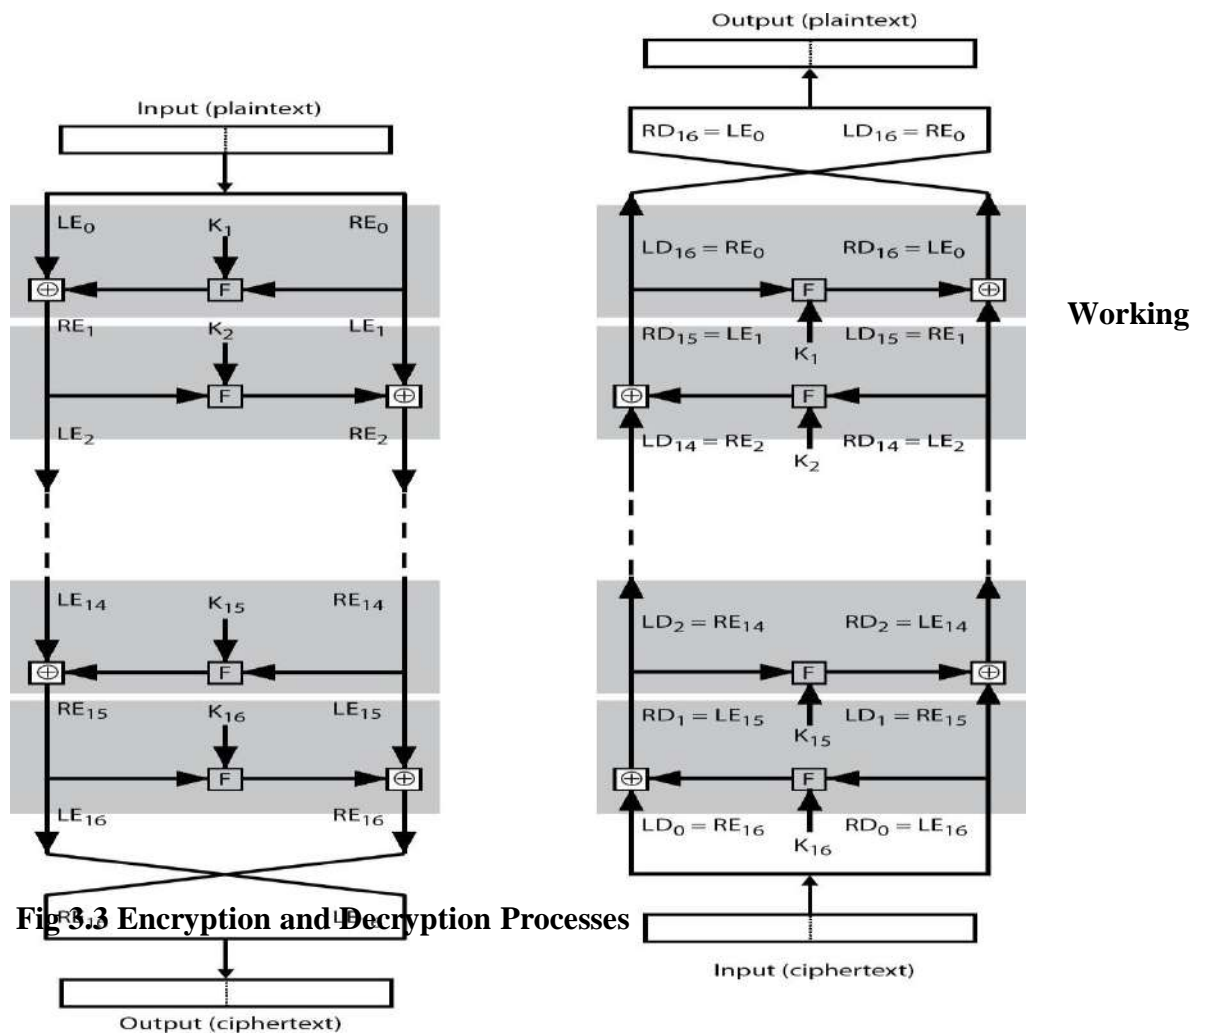 Output (plaintext)
Input (plaintext)
RD₁₆ = LE₀ LD₁₆ = RE₀
LE₀ K₁ RE₀
LD₁₆ = RE₀ RD₁₆ = LE₀
F
F
Working
RE₁ K₂ LE₁
RD₁₅ = LE₁ K₁ LD₁₅ = RE₁
F
F
LE₂ RE₂
LD₁₄ = RE₂ K₂ RD₁₄ = LE₂
LE₁₄ K₁₅ RE₁₄
LD₂ = RE₁₄ RD₂ = LE₁₄
F
F
RE₁₅ K₁₆ LE₁₅
RD₁ = LE₁₅ K₁₅ LD₁ = RE₁₅
F
F
LE₁₆ RE₁₆
LD₀ = RE₁₆ K₁₆ RD₀ = LE₁₆
Fig 3.3 Encryption and Decryption Processes
Input (ciphertext)
Output (ciphertext)